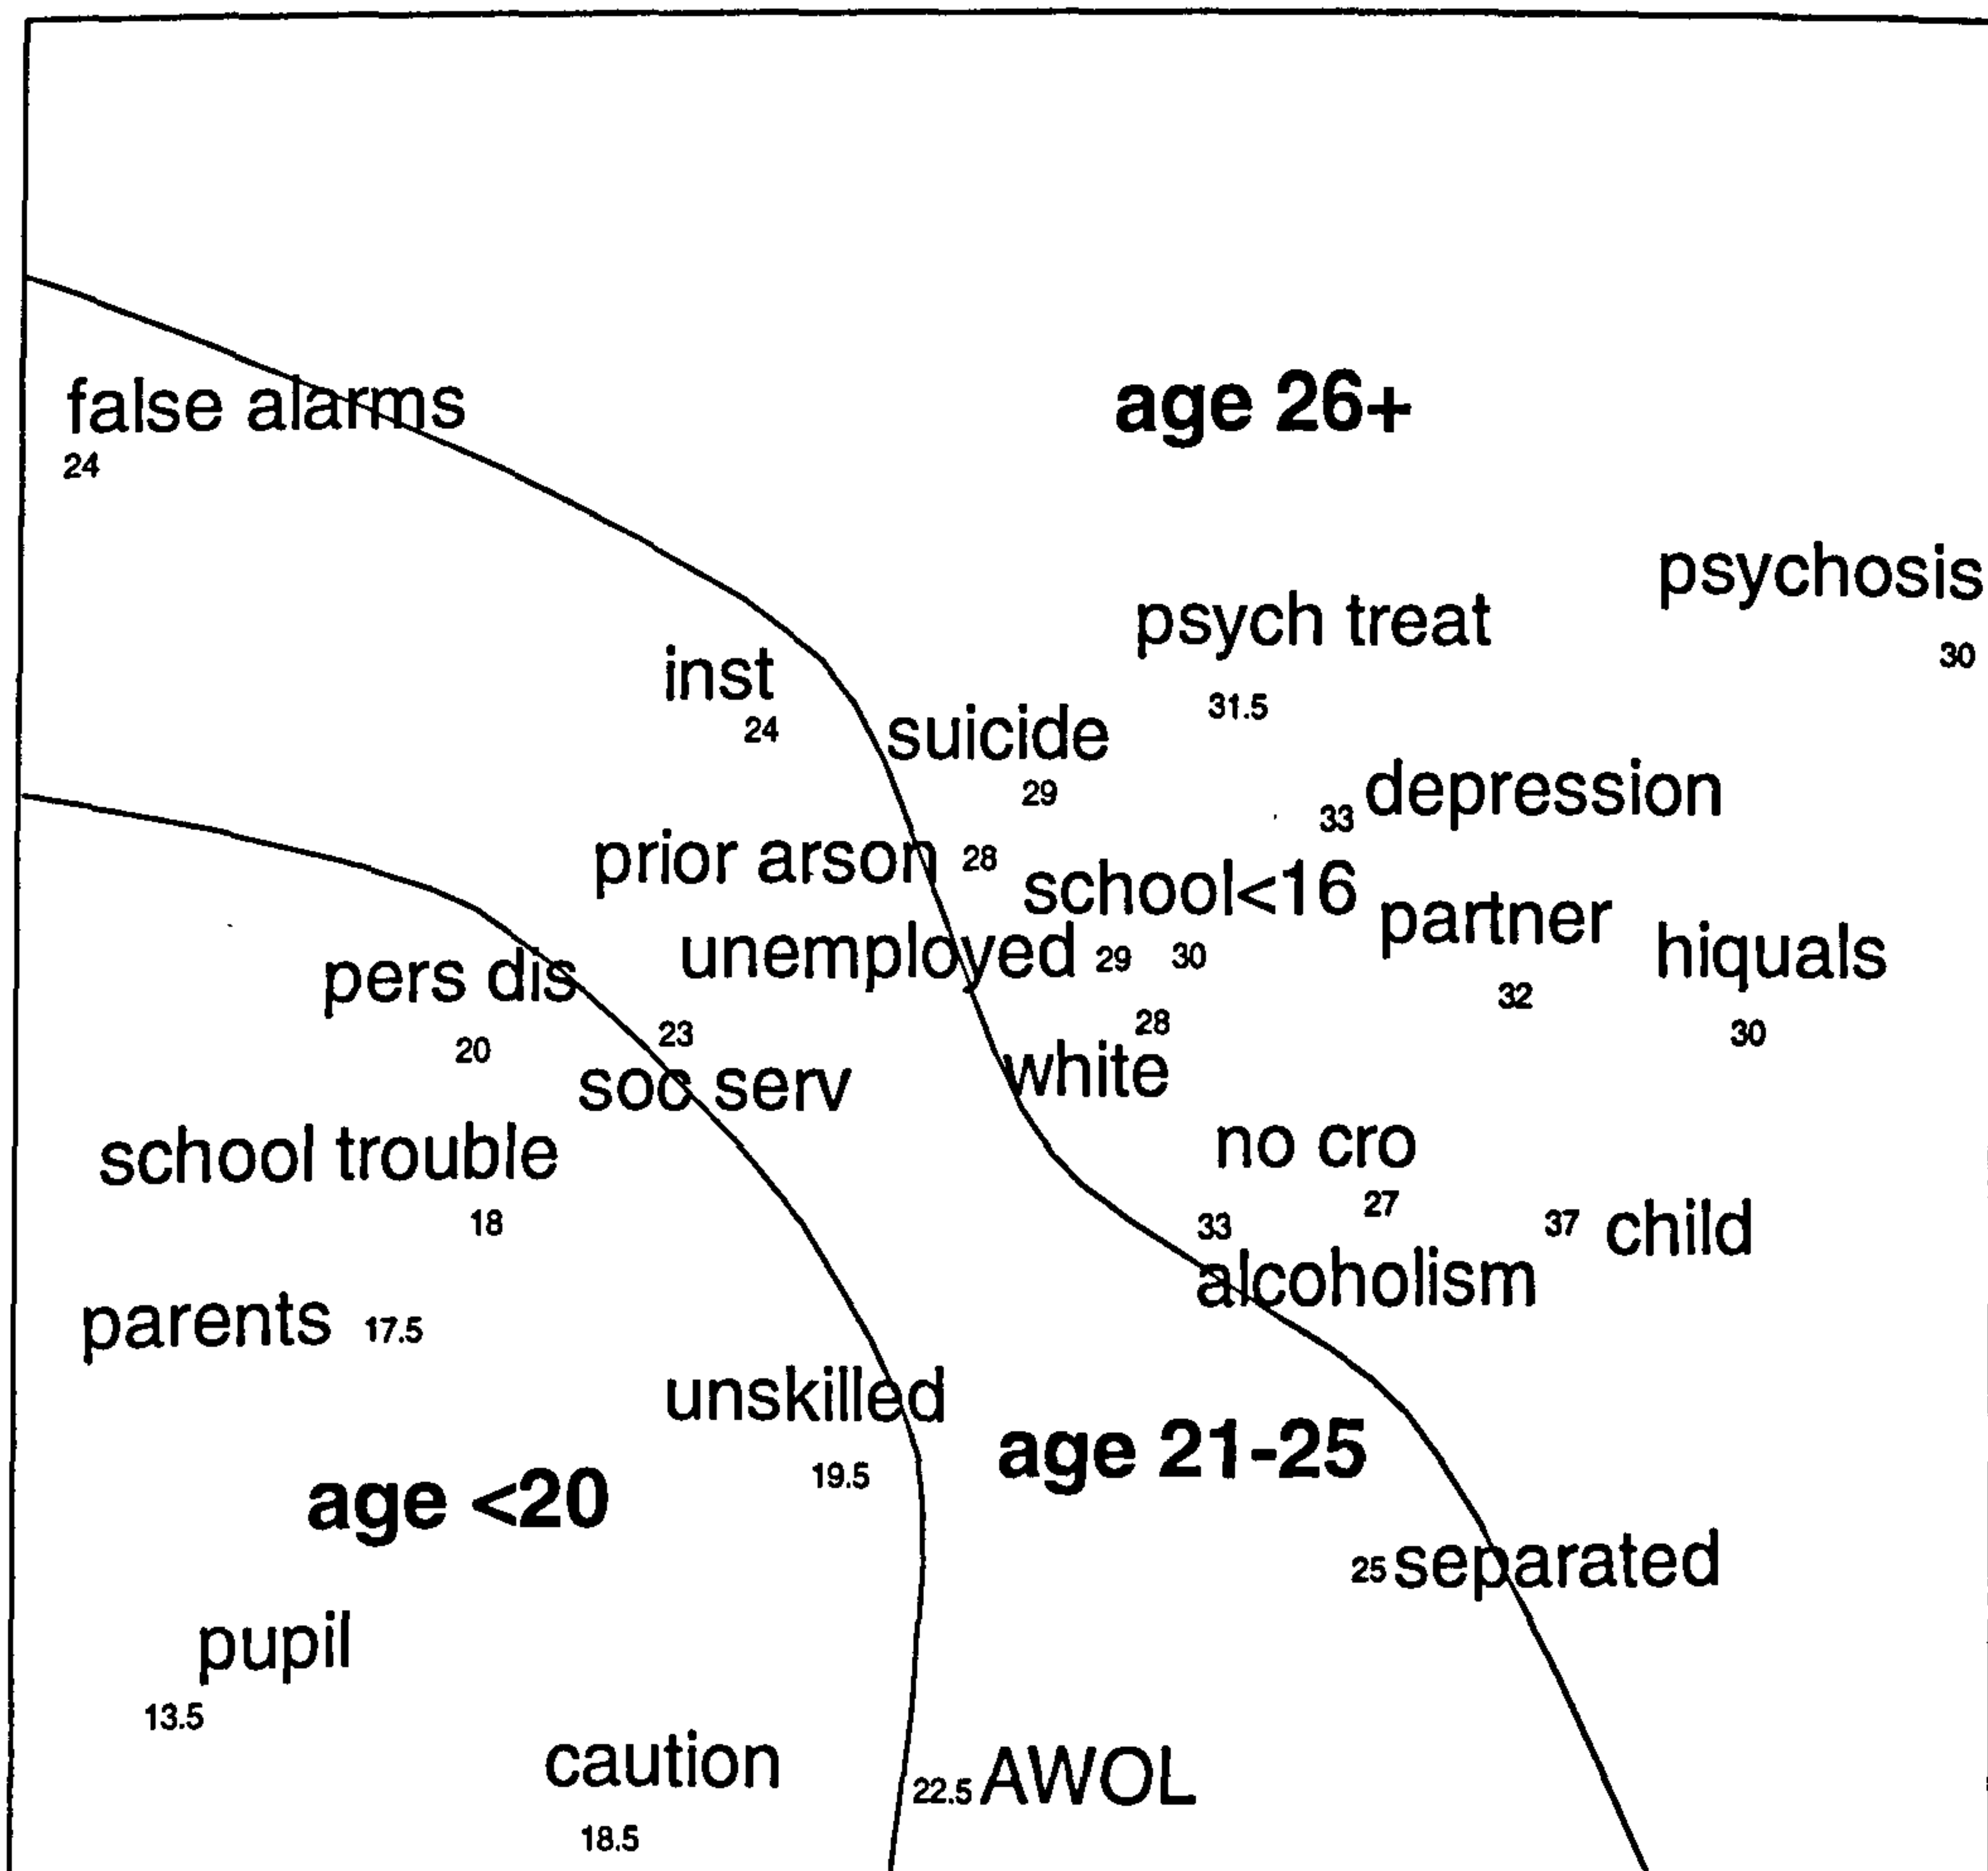 false alarms
24
age 26+
psychosis
30
psych treat
31.5
inst
24
suicide
29
33 depression
prior arson 28
school<16
30
partner
32
hiquals
30
unemployed 29
pers dis
20
23
soc serv
28
white
school trouble
18
no cro
27
33
alcoholism
37 child
parents 17.5
unskilled
19.5
age 21-25
age <20
25 separated
pupil
13.5
caution
18.5
22.5 AWOL